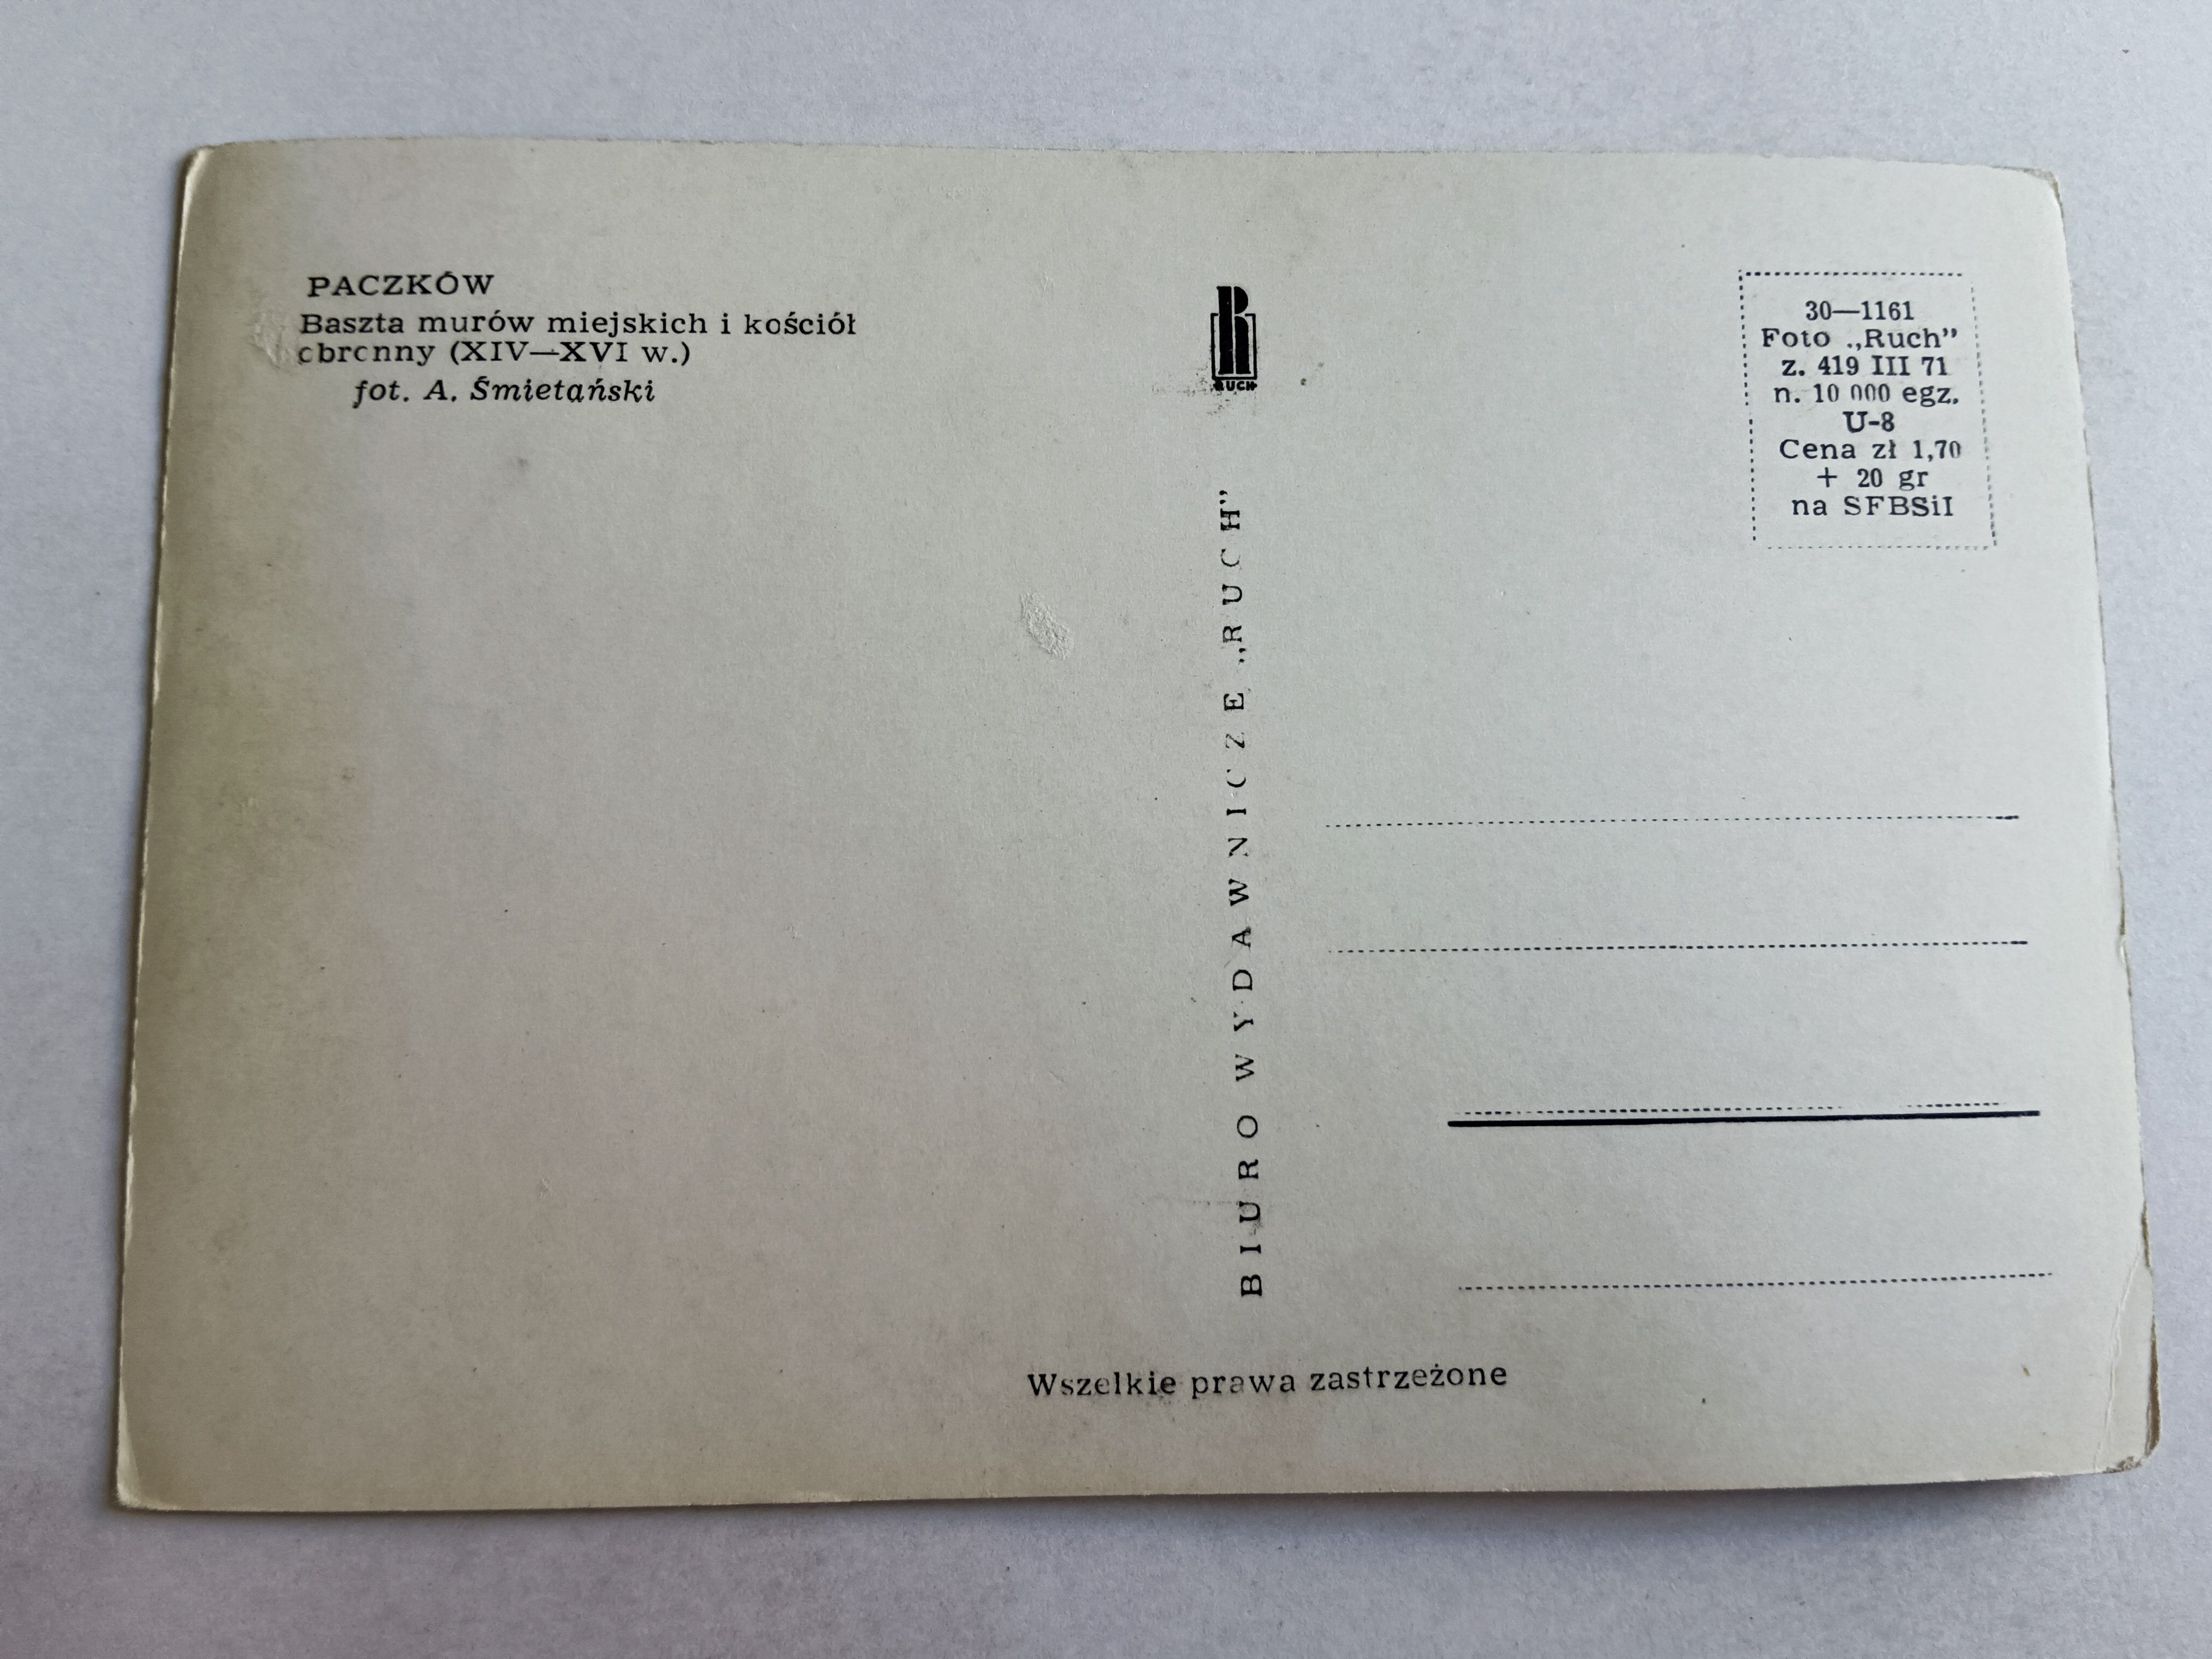 PACZKÓW
Baszta murów miejskich i kościół
obronny (XIV—XVI w.)
fot. A. Śmietański
R
RUCH
BIURO WYDAWNICZE „RUCH”
30—1161
Foto „Ruch”
z. 419 III 71
n. 10 000 egz.
U-8
Cena zł 1,70
+ 20 gr
na SFBSiI
Wszelkie prawa zastrzeżone